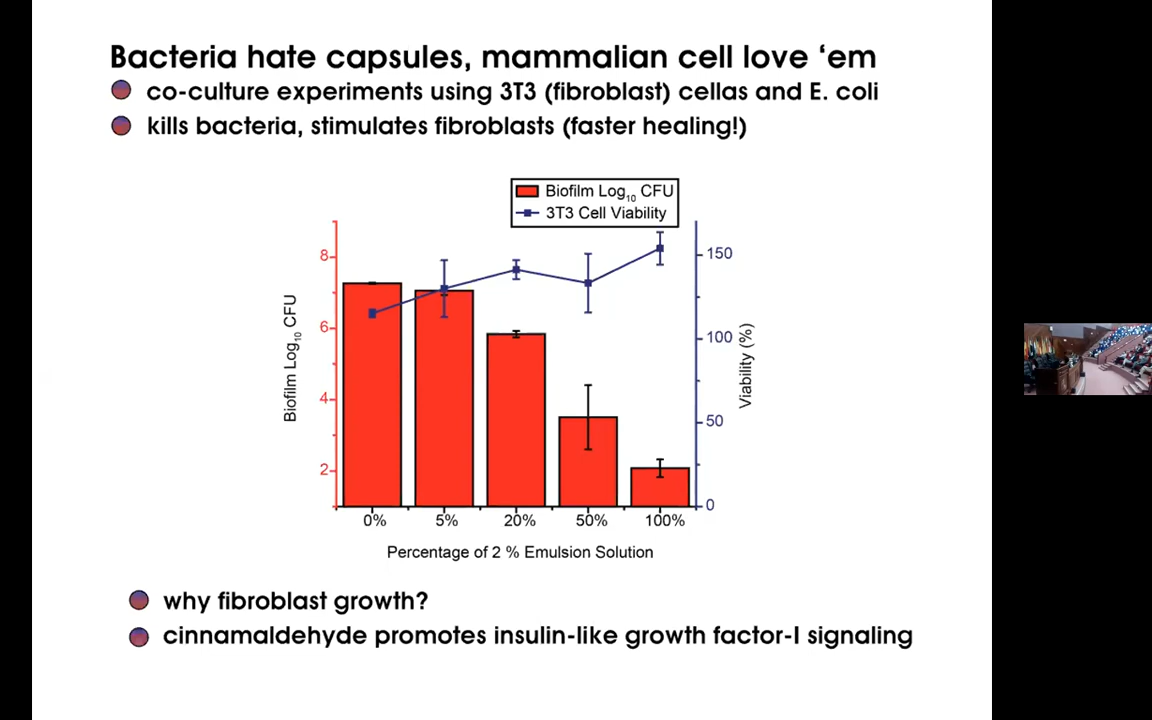 Bacteria hate capsules, mammalian cell love ‘em
co-culture experiments using 3T3 (fibroblast) cellas and E. coli
kills bacteria, stimulates fibroblasts (faster healing!)
Biofilm Log10 CFU
3T3 Cell Viability
8
6
4
2
Biofilm Log10 CFU
150
100
50
0
Viability (%)
0% 5% 20% 50% 100%
Percentage of 2 % Emulsion Solution
why fibroblast growth?
cinnamaldehyde promotes insulin-like growth factor-I signaling